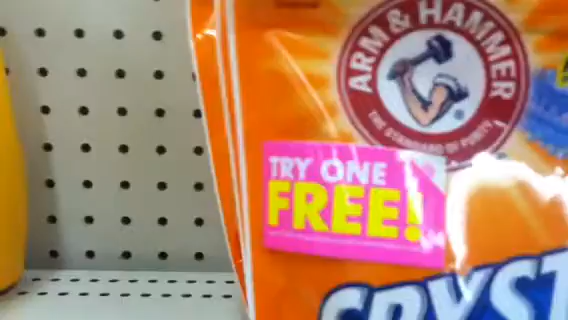 ARM & HAMMER
THE STANDARD OF PURITY
TRY ONE
FREE!
CRYST